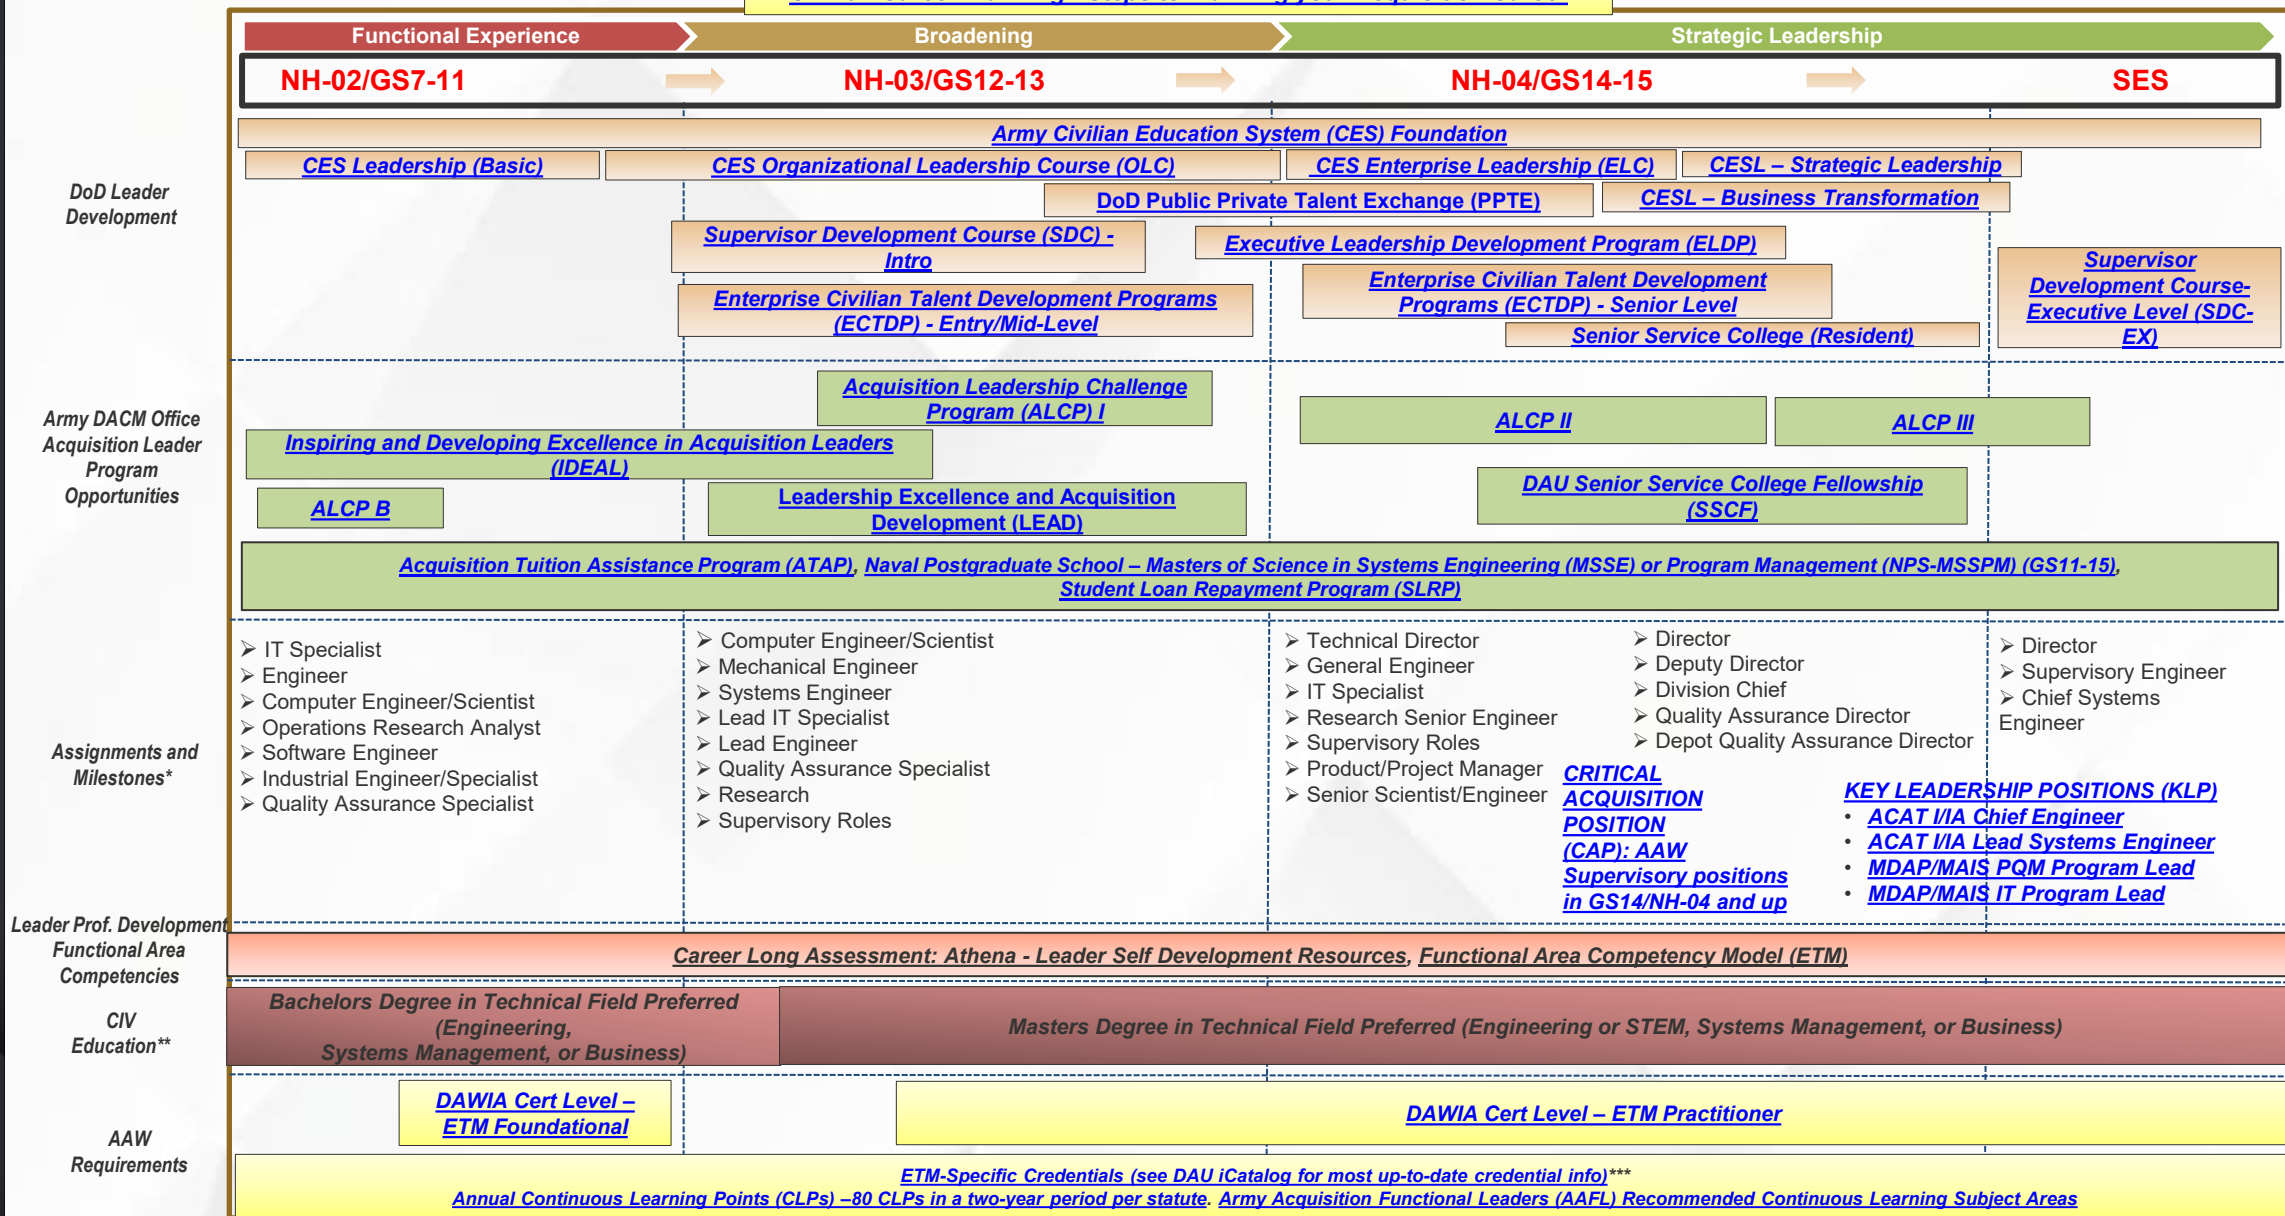 Functional Experience
Broadening
Strategic Leadership
NH-02/GS7-11
NH-03/GS12-13
NH-04/GS14-15
SES
DoD Leader
Development
Army Civilian Education System (CES) Foundation
CES Leadership (Basic)
CES Organizational Leadership Course (OLC)
CES Enterprise Leadership (ELC)
CESL – Strategic Leadership
DoD Public Private Talent Exchange (PPTE)
CESL – Business Transformation
Supervisor Development Course (SDC) -
Intro
Executive Leadership Development Program (ELDP)
Enterprise Civilian Talent Development Programs
(ECTDP) - Entry/Mid-Level
Enterprise Civilian Talent Development
Programs (ECTDP) - Senior Level
Senior Service College (Resident)
Supervisor
Development Course-
Executive Level (SDC-
EX)
Army DACM Office
Acquisition Leader
Program
Opportunities
Acquisition Leadership Challenge
Program (ALCP) I
ALCP II
ALCP III
Inspiring and Developing Excellence in Acquisition Leaders
(IDEAL)
ALCP B
Leadership Excellence and Acquisition
Development (LEAD)
DAU Senior Service College Fellowship
(SSCF)
Acquisition Tuition Assistance Program (ATAP), Naval Postgraduate School – Masters of Science in Systems Engineering (MSSE) or Program Management (NPS-MSSPM) (GS11-15),
Student Loan Repayment Program (SLRP)
Assignments and
Milestones*
➢ IT Specialist
➢ Engineer
➢ Computer Engineer/Scientist
➢ Operations Research Analyst
➢ Software Engineer
➢ Industrial Engineer/Specialist
➢ Quality Assurance Specialist
➢ Computer Engineer/Scientist
➢ Mechanical Engineer
➢ Systems Engineer
➢ Lead IT Specialist
➢ Lead Engineer
➢ Quality Assurance Specialist
➢ Research
➢ Supervisory Roles
➢ Technical Director
➢ General Engineer
➢ IT Specialist
➢ Research Senior Engineer
➢ Supervisory Roles
➢ Product/Project Manager
➢ Senior Scientist/Engineer
➢ Director
➢ Deputy Director
➢ Division Chief
➢ Quality Assurance Director
➢ Depot Quality Assurance Director
➢ Director
➢ Supervisory Engineer
➢ Chief Systems
Engineer
CRITICAL
ACQUISITION
POSITION
(CAP): AAW
Supervisory positions
in GS14/NH-04 and up
KEY LEADERSHIP POSITIONS (KLP)
• ACAT I/IA Chief Engineer
• ACAT I/IA Lead Systems Engineer
• MDAP/MAIS PQM Program Lead
• MDAP/MAIS IT Program Lead
Leader Prof. Development
Functional Area
Competencies
Career Long Assessment: Athena - Leader Self Development Resources, Functional Area Competency Model (ETM)
CIV
Education**
Bachelors Degree in Technical Field Preferred
(Engineering,
Systems Management, or Business)
Masters Degree in Technical Field Preferred (Engineering or STEM, Systems Management, or Business)
AAW
Requirements
DAWIA Cert Level –
ETM Foundational
DAWIA Cert Level – ETM Practitioner
ETM-Specific Credentials (see DAU iCatalog for most up-to-date credential info)***
Annual Continuous Learning Points (CLPs) –80 CLPs in a two-year period per statute. Army Acquisition Functional Leaders (AAFL) Recommended Continuous Learning Subject Areas